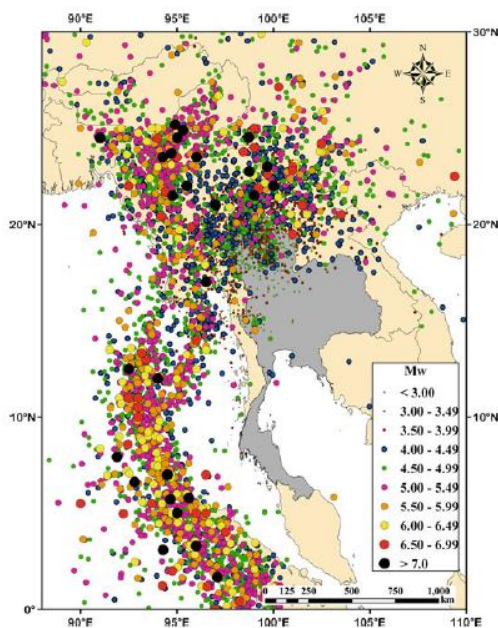 90°E 95°E 100°E 105°E 110°E
30°N
N
W E
S
20°N 20°N
Mw
< 3.00
3.00 - 3.49
3.50 - 3.99
4.00 - 4.49
4.50 - 4.99
5.00 - 5.49
5.50 - 5.99
6.00 - 6.49
6.50 - 6.99
> 7.0
10°N 10°N
0 125 250 500 750 1,000
km
0° 0°
90°E 95°E 100°E 105°E 110°E